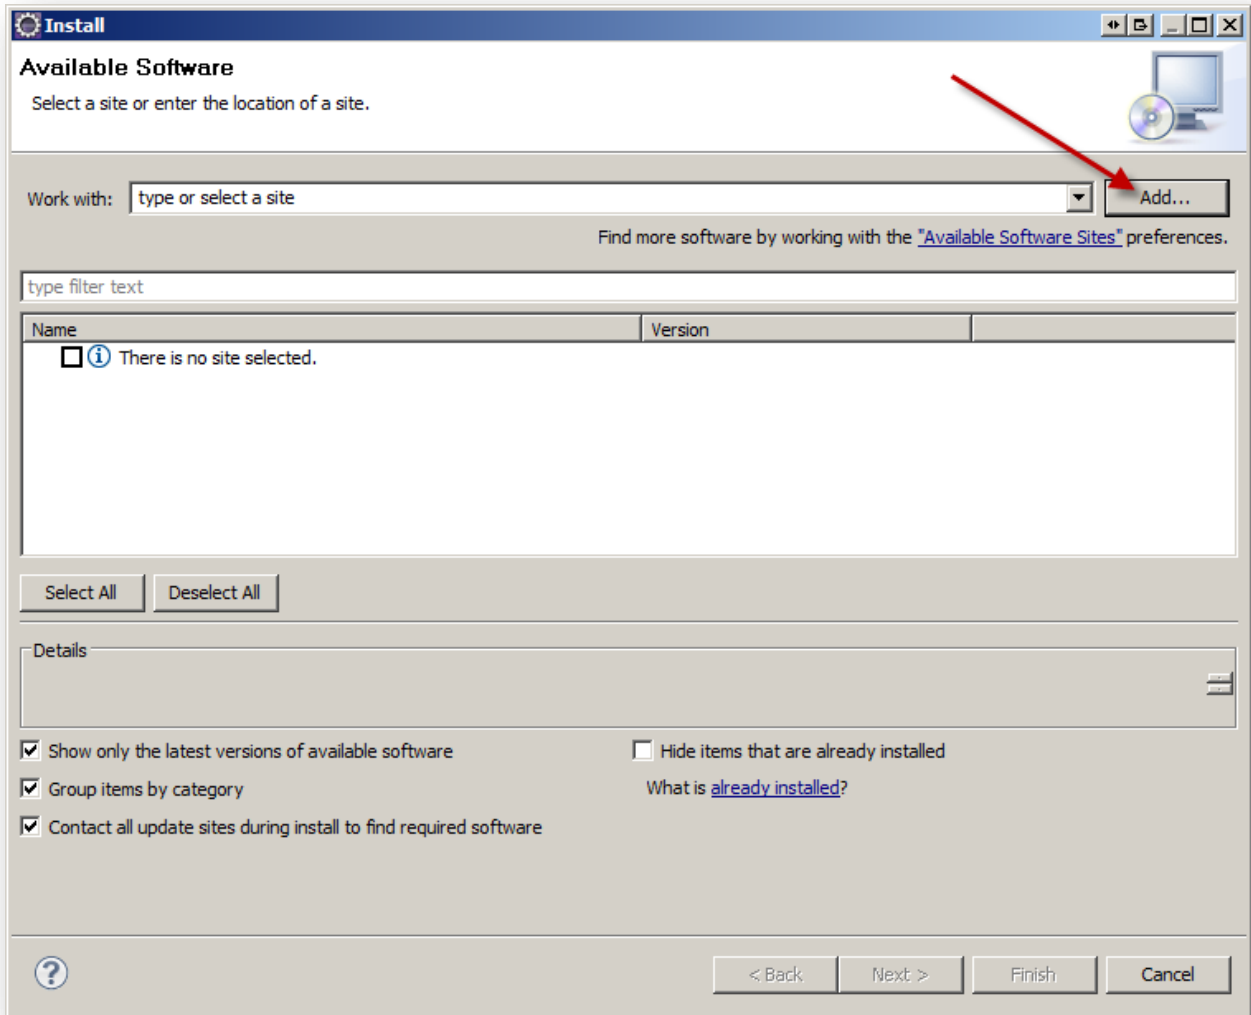 Install
Available Software
Select a site or enter the location of a site.
Work with: type or select a site Add...
Find more software by working with the "Available Software Sites" preferences.
type filter text
Name Version
There is no site selected.
Select All Deselect All
Details
Show only the latest versions of available software Hide items that are already installed
Group items by category What is already installed?
Contact all update sites during install to find required software
< Back Next > Finish Cancel